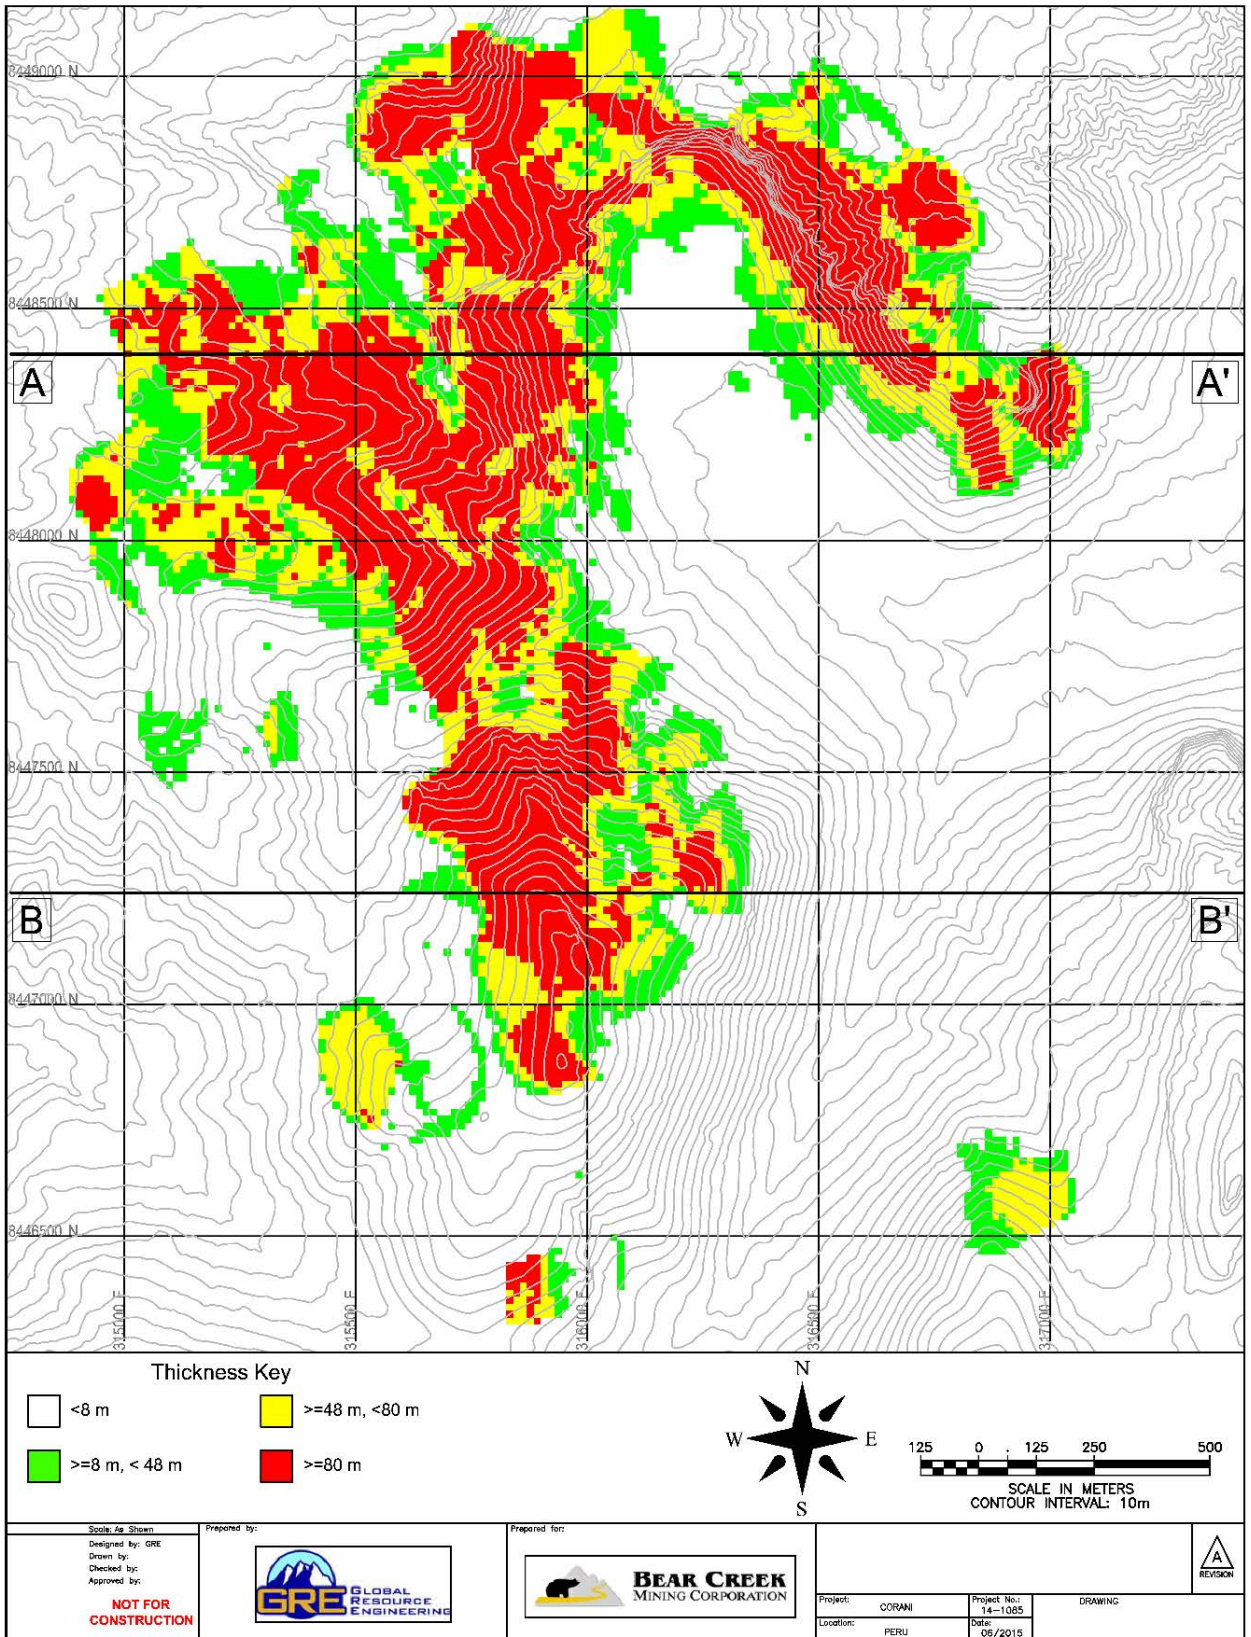 8449000 N
8448500 N
A
A'
8448000 N
8447500 N
B
B'
8447000 N
8446500 N
315000 E
315500 E
316000 E
316500 E
317000 E
Thickness Key
<8 m
>=48 m, <80 m
>=8 m, < 48 m
>=80 m
N
W
E
S
125 0 125 250 500
SCALE IN METERS
CONTOUR INTERVAL: 10m
Scale: As Shown
Designed by: GRE
Drawn by:
Checked by:
Approved by:
NOT FOR
CONSTRUCTION
Prepared by:
GRE GLOBAL
RESOURCE
ENGINEERING
Prepared for:
BEAR CREEK
MINING CORPORATION
A
REVISION
Project: CORANI
Project No.: 14-1085
DRAWING
Location: PERU
Date: 06/2015